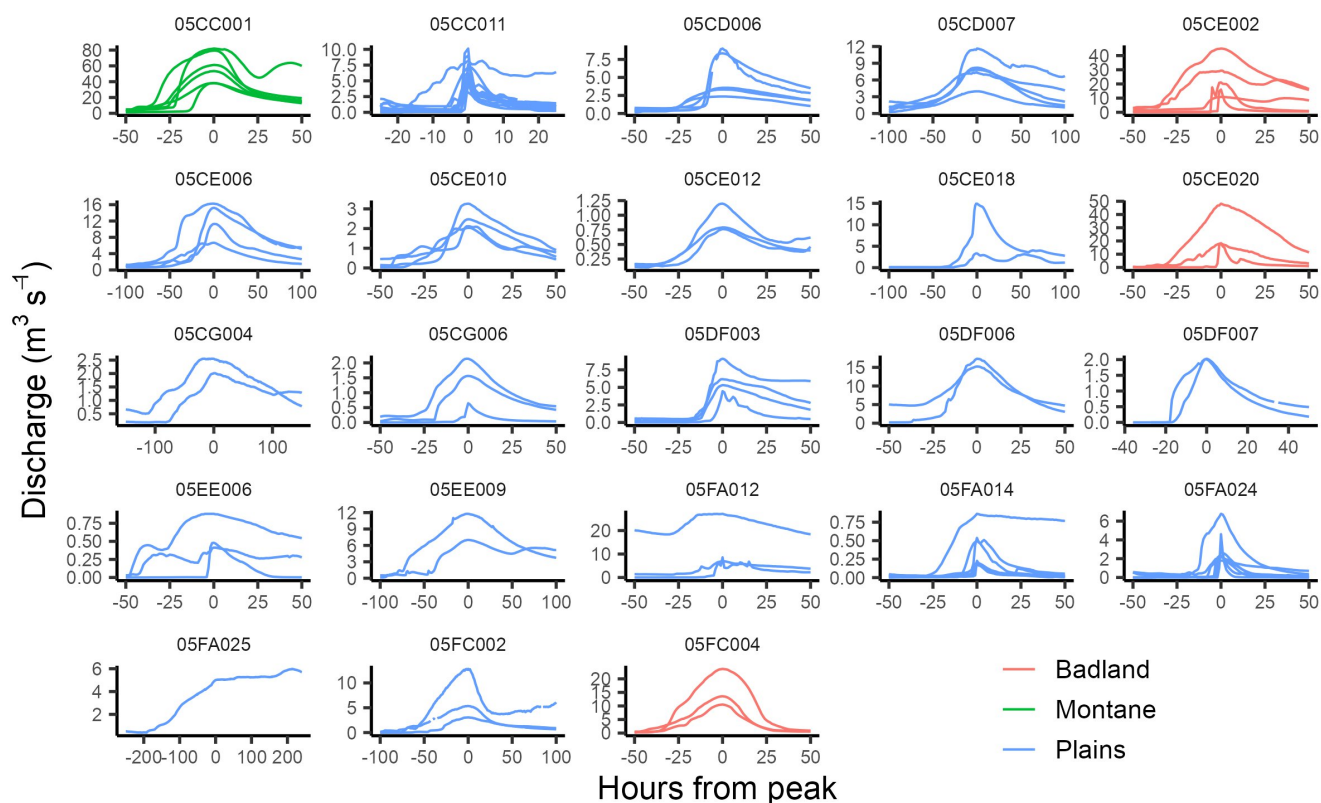 05CC001 05CC011 05CD006 05CD007 05CE002
80 10.0 12 40
60 7.5 7.5 9 30
40 5.0 5.0 6 20
20 2.5 2.5 3 10
0 0.0 0.0 0 0
-50 -25 0 25 50 -20 -10 0 10 20 -50 -25 0 25 50 -100 -50 0 50 100 -50 -25 0 25 50
05CE006 05CE010 05CE012 05CE018 05CE020
16 3 1.25 15 50
12 2 1.00 10 40
8 1 0.75 5 30
4 0 0.50 0 20
0 0.25 10
0
-100 -50 0 50 100 -50 -25 0 25 50 -50 -25 0 25 50 -100 -50 0 50 100 -50 -25 0 25 50
05CG004 05CG006 05DF003 05DF006 05DF007
2.5 2.0 7.5 15 2.0
2.0 1.5 5.0 10 1.5
1.5 1.0 2.5 5 1.0
1.0 0.5 0.0 0 0.5
0.5 0.0 0.0
-100 0 100 -50 -25 0 25 50 -50 -25 0 25 50 -50 -25 0 25 50 -40 -20 0 20 40
05EE006 05EE009 05FA012 05FA014 05FA024
0.75 12 20 0.75 6
0.50 9 10 0.50 4
0.25 6 0 0.25 2
0.00 3 0.00 0
0
-50 -25 0 25 50 -100 -50 0 50 100 -50 -25 0 25 50 -50 -25 0 25 50 -50 -25 0 25 50
05FA025 05FC002 05FC004
6 10 20
4 5 15
2 0 10
5
0
-200 -100 0 100 200 -100 -50 0 50 100 -50 -25 0 25 50
Discharge (m³ s⁻¹)
Hours from peak
Badland
Montane
Plains